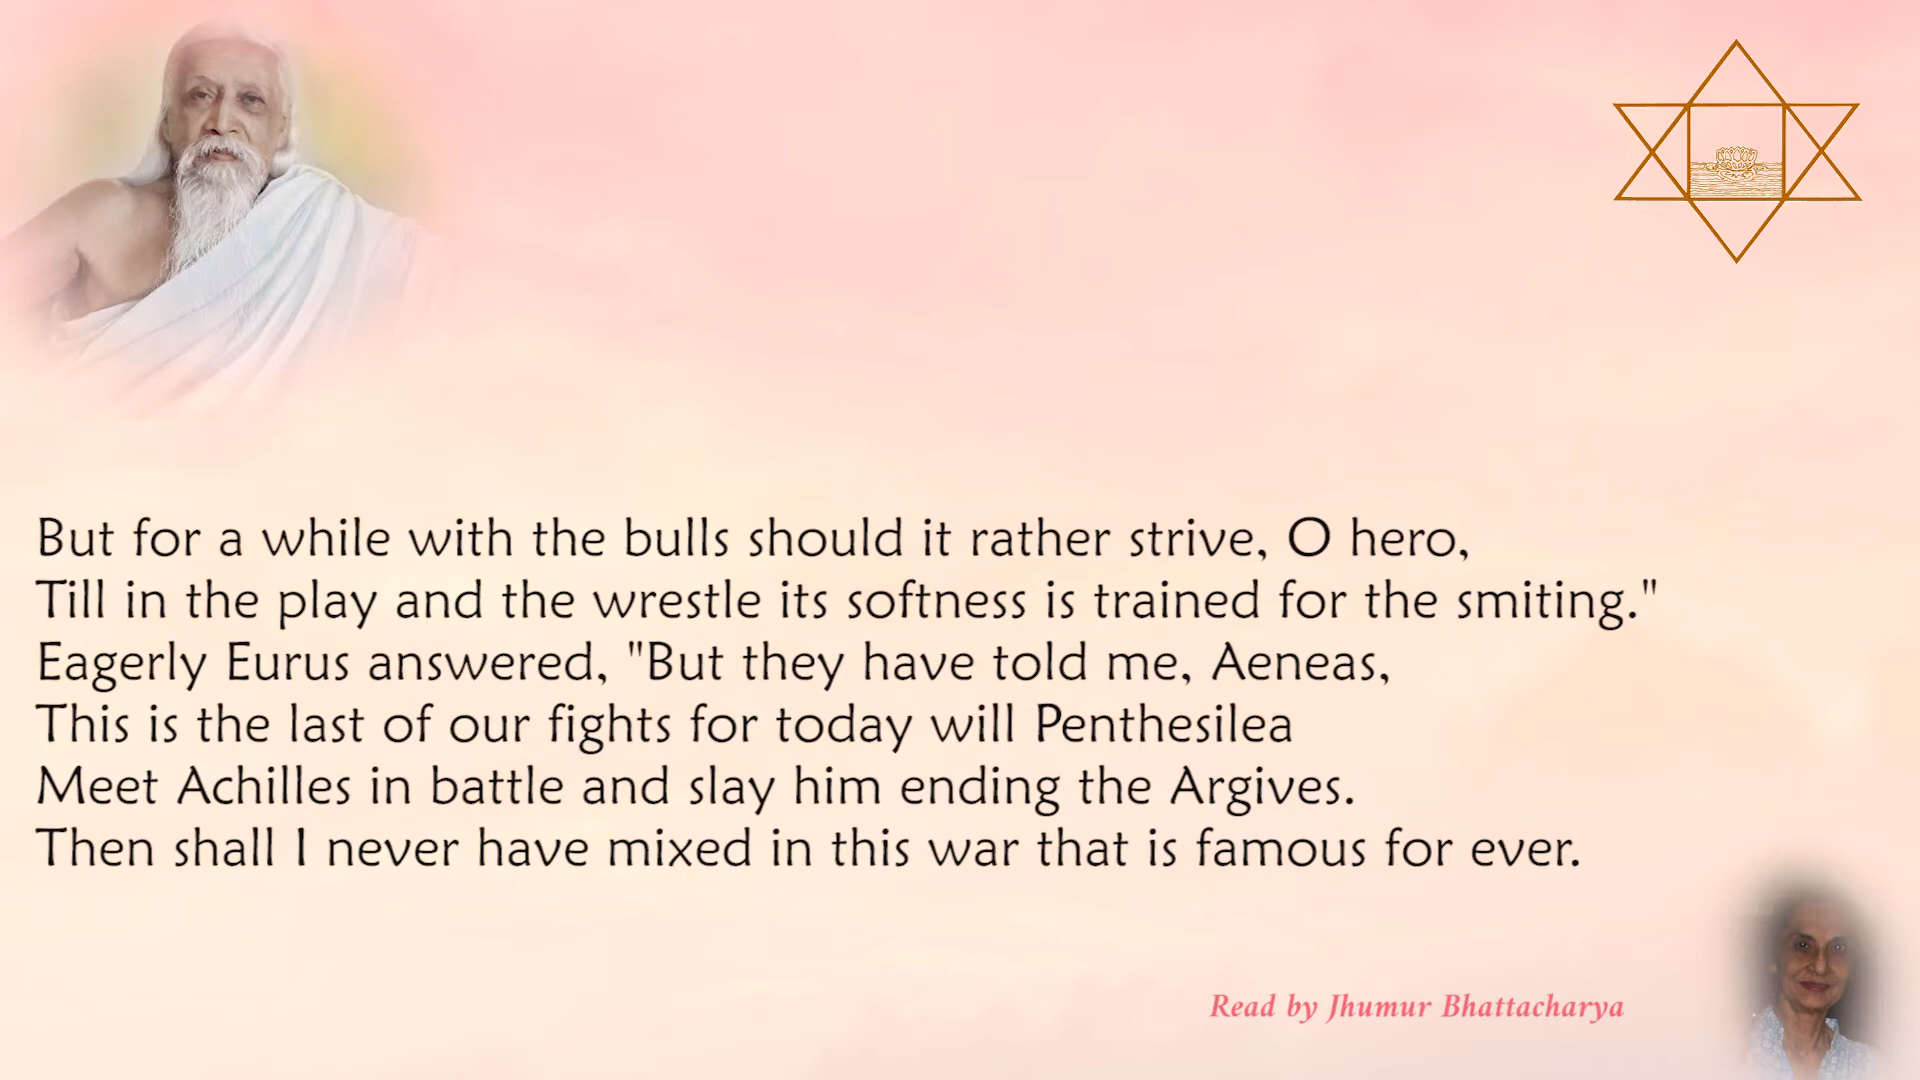 But for a while with the bulls should it rather strive, O hero,
Till in the play and the wrestle its softness is trained for the smiting."
Eagerly Eurus answered, "But they have told me, Aeneas,
This is the last of our fights for today will Penthesilea
Meet Achilles in battle and slay him ending the Argives.
Then shall I never have mixed in this war that is famous for ever.
Read by Jhumur Bhattacharya